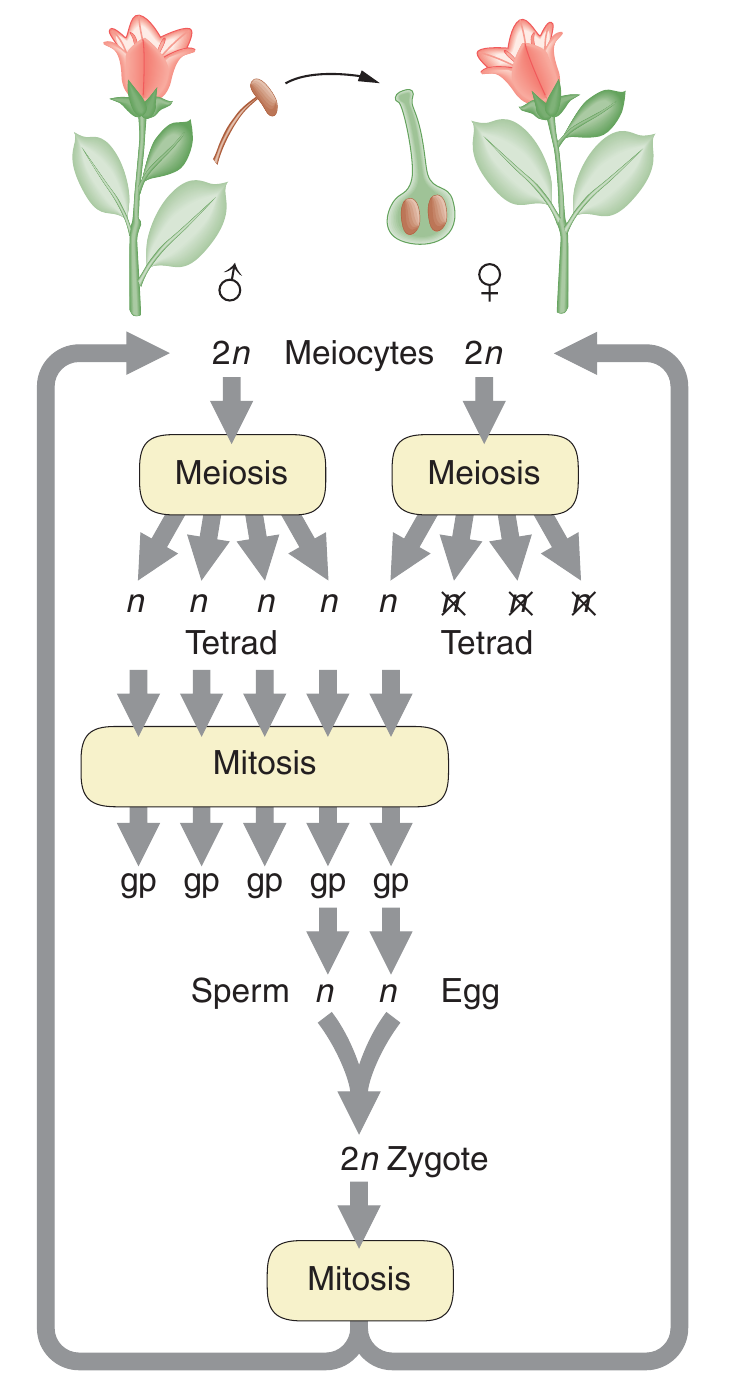 ♂ ♀
2n Meiocytes 2n
Meiosis Meiosis
n n n n n n n n
Tetrad Tetrad
Mitosis
gp gp gp gp gp
Sperm n n Egg
2n Zygote
Mitosis